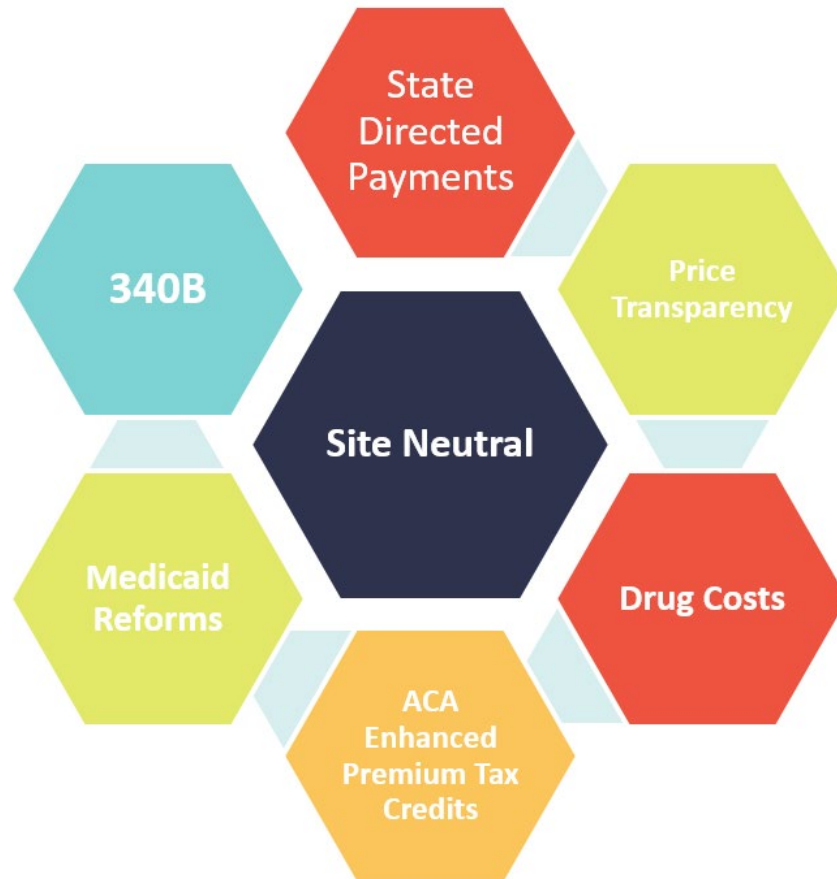 State
Directed
Payments
340B
Price
Transparency
Site Neutral
Medicaid
Reforms
Drug Costs
ACA
Enhanced
Premium Tax
Credits